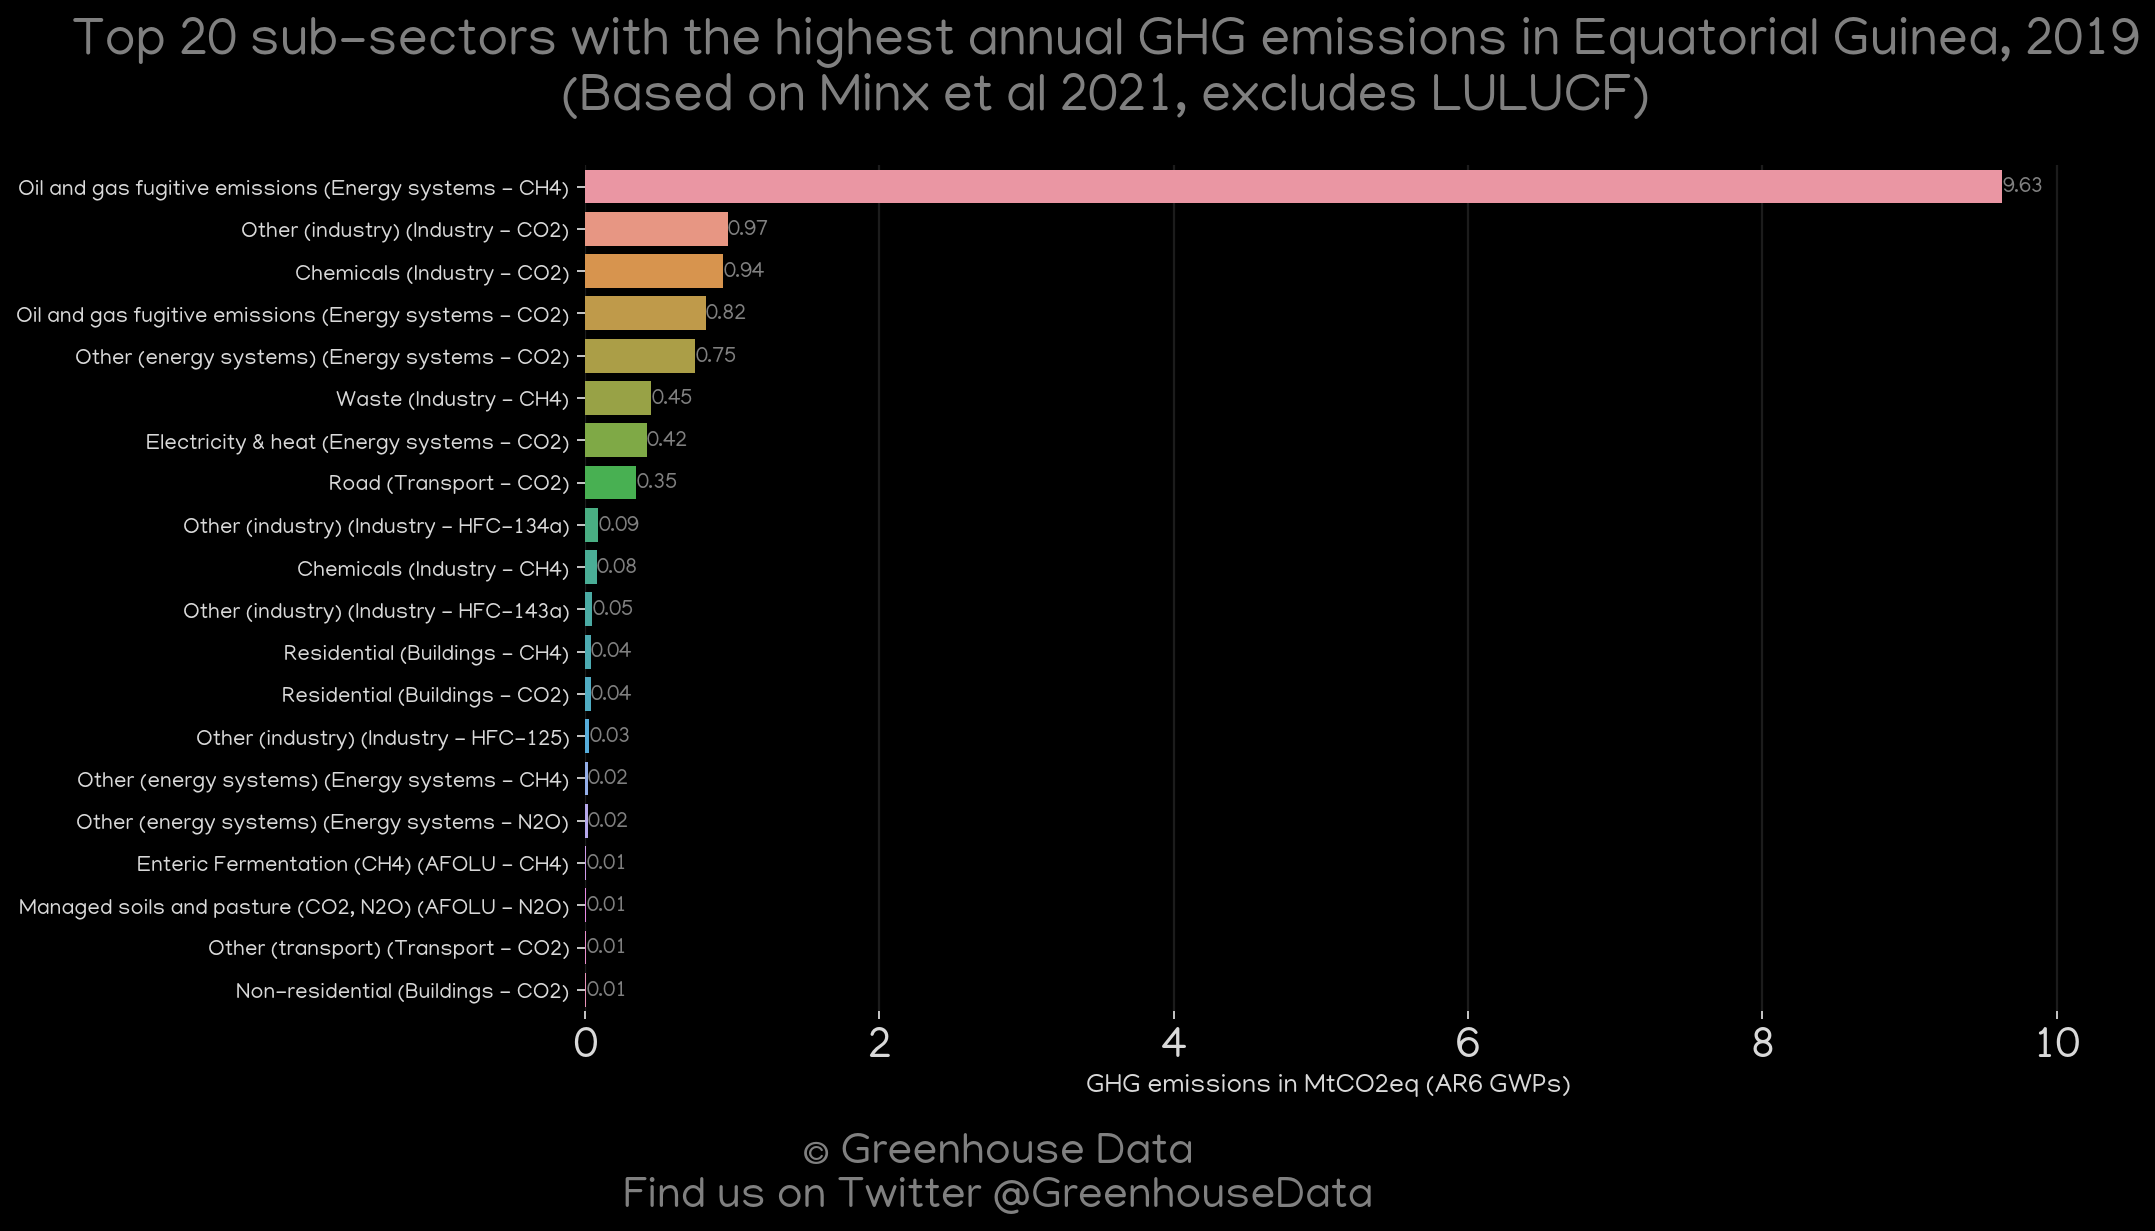 Top 20 sub-sectors with the highest annual GHG emissions in Equatorial Guinea, 2019
(Based on Minx et al 2021, excludes LULUCF)
Oil and gas fugitive emissions (Energy systems - CH4) 9.63
Other (industry) (Industry - CO2) 0.97
Chemicals (Industry - CO2) 0.94
Oil and gas fugitive emissions (Energy systems - CO2) 0.82
Other (energy systems) (Energy systems - CO2) 0.75
Waste (Industry - CH4) 0.45
Electricity & heat (Energy systems - CO2) 0.42
Road (Transport - CO2) 0.35
Other (industry) (Industry - HFC-134a) 0.09
Chemicals (Industry - CH4) 0.08
Other (industry) (Industry - HFC-143a) 0.05
Residential (Buildings - CH4) 0.04
Residential (Buildings - CO2) 0.04
Other (industry) (Industry - HFC-125) 0.03
Other (energy systems) (Energy systems - CH4) 0.02
Other (energy systems) (Energy systems - N2O) 0.02
Enteric Fermentation (CH4) (AFOLU - CH4) 0.01
Managed soils and pasture (CO2, N2O) (AFOLU - N2O) 0.01
Other (transport) (Transport - CO2) 0.01
Non-residential (Buildings - CO2) 0.01
0 2 4 6 8 10
GHG emissions in MtCO2eq (AR6 GWPs)
© Greenhouse Data
Find us on Twitter @GreenhouseData